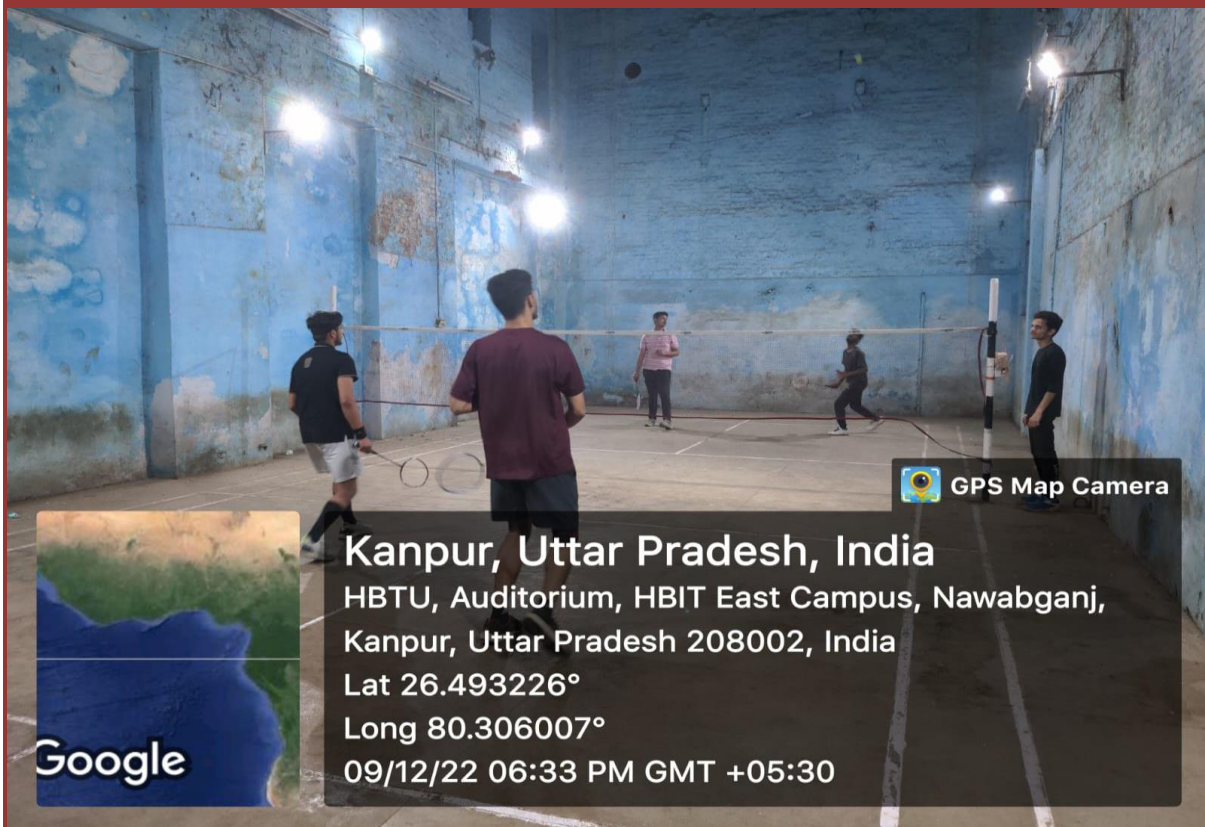 GPS Map Camera
Kanpur, Uttar Pradesh, India
HBTU, Auditorium, HBIT East Campus, Nawabganj,
Kanpur, Uttar Pradesh 208002, India
Lat 26.493226°
Long 80.306007°
09/12/22 06:33 PM GMT +05:30
Google